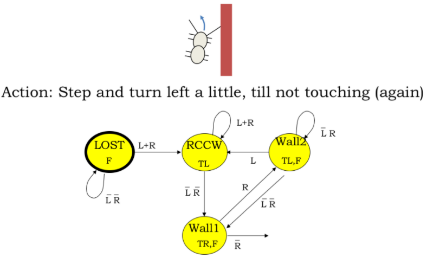 Action: Step and turn left a little, till not touching (again)
L+R
LOST
F
L+R
RCCW
TL
L
Wall2
TL,F
L̅ R
L̅ R̅
L̅ R̅
R
L̅ R̅
Wall1
TR,F
R̅